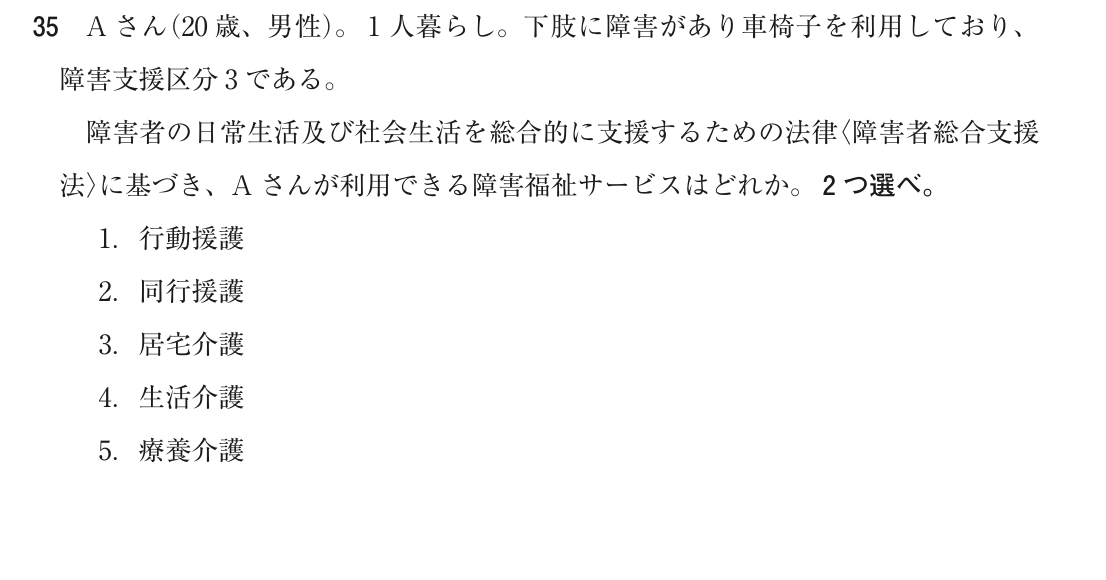 35 Aさん(20歳、男性)。1人暮らし。下肢に障害があり車椅子を利用しており、
障害支援区分3である。
障害者の日常生活及び社会生活を総合的に支援するための法律〈障害者総合支援
法〉に基づき、Aさんが利用できる障害福祉サービスはどれか。2つ選べ。
1. 行動援護
2. 同行援護
3. 居宅介護
4. 生活介護
5. 療養介護